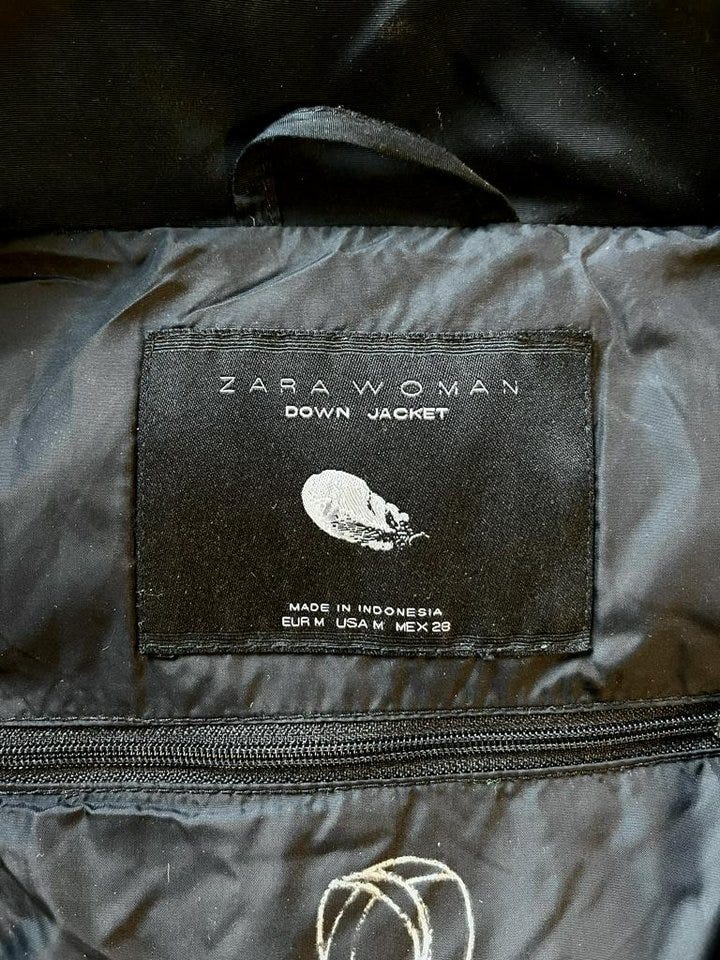 ZARA WOMAN
DOWN JACKET
MADE IN INDONESIA
EUR M USA M MEX 28